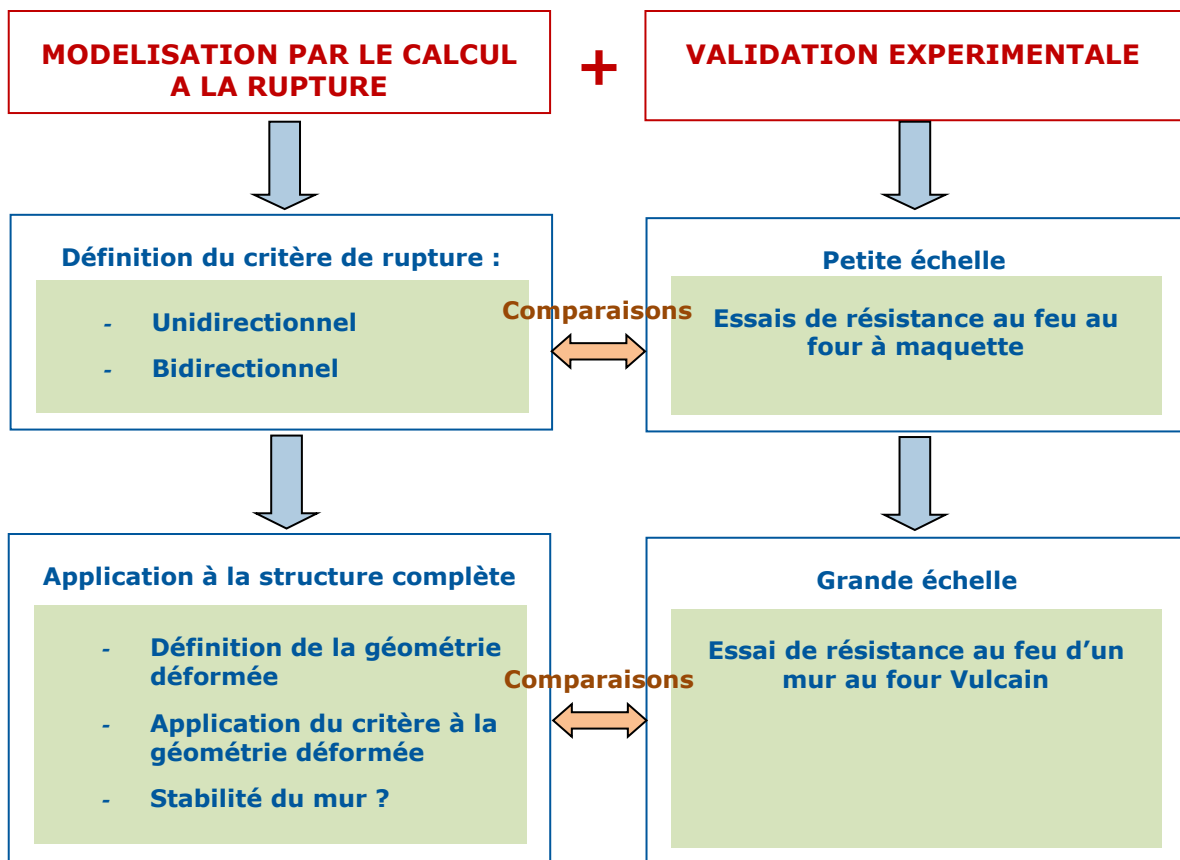 MODELISATION PAR LE CALCUL
A LA RUPTURE
+
VALIDATION EXPERIMENTALE
Définition du critère de rupture :
- Unidirectionnel
- Bidirectionnel
Comparaisons
Petite échelle
Essais de résistance au feu au
four à maquette
Application à la structure complète
- Définition de la géométrie
déformée
- Application du critère à la
géométrie déformée
- Stabilité du mur ?
Comparaisons
Grande échelle
Essai de résistance au feu d’un
mur au four Vulcain